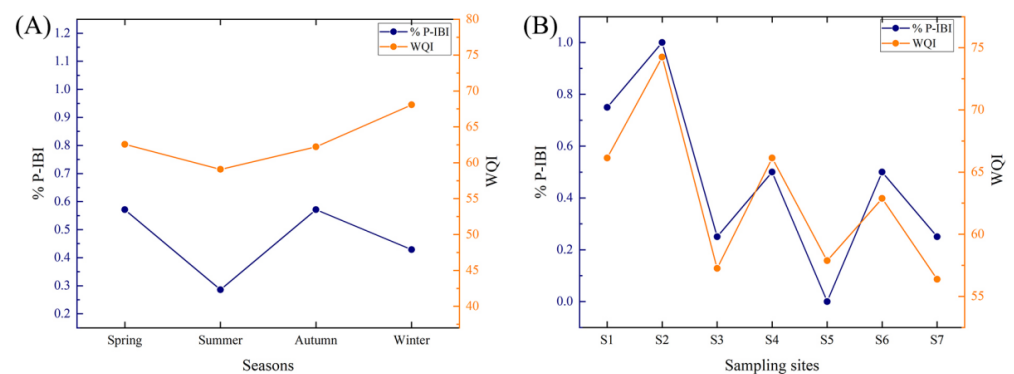 (A)
% P-IBI
WQI
1.2
1.1
1.0
0.9
0.8
0.7
0.6
0.5
0.4
0.3
0.2
% P-IBI
80
75
70
65
60
55
50
45
40
WQI
Spring Summer Autumn Winter
Seasons
(B)
% P-IBI
WQI
1.0
0.8
0.6
0.4
0.2
0.0
% P-IBI
75
70
65
60
55
WQI
S1 S2 S3 S4 S5 S6 S7
Sampling sites